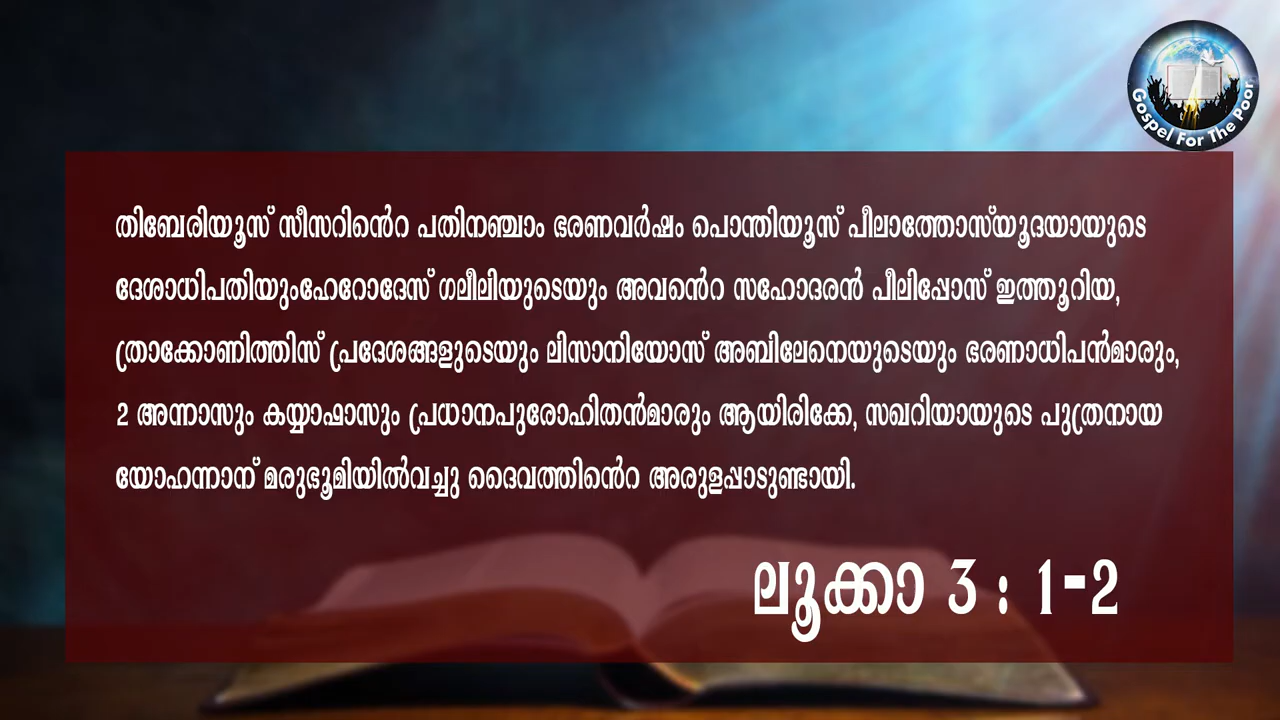 Gospel For The Poor
തിബേരിയൂസ് സീസറിൻെറ പതിനഞ്ചാം ഭരണവർഷം പൊന്തിയൂസ് പീലാത്തോസ്‌യൂദയായുടെ
ദേശാധിപതിയുംഹേറോദേസ് ഗലീലിയുടെയും അവൻെറ സഹോദരൻ പീലിപ്പോസ് ഇത്തൂറിയ,
ത്രാക്കോണിത്തിസ് പ്രദേശങ്ങളുടെയും ലിസാനിയോസ് അബിലേനെയുടെയും ഭരണാധിപൻമാരും,
2 അന്നാസും കയ്യാഫാസും പ്രധാനപുരോഹിതൻമാരും ആയിരിക്കേ, സഖറിയായുടെ പുത്രനായ
യോഹന്നാന് മരുഭൂമിയിൽവച്ചു ദൈവത്തിൻെറ അരുളപ്പാടുണ്ടായി.
ലൂക്കാ 3 : 1-2